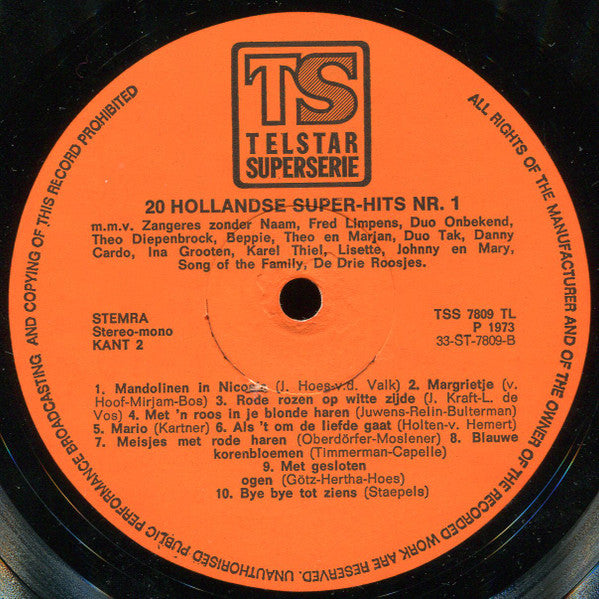 TS
TELSTAR
SUPERSERIE
20 HOLLANDSE SUPER-HITS NR. 1
m.m.v. Zangeres zonder Naam, Fred Limpens, Duo Onbekend,
Theo Diepenbrock, Beppie, Theo en Marjan, Duo Tak, Danny
Cardo, Ina Grooten, Karel Thiel, Lisette, Johnny en Mary,
Song of the Family, De Drie Roosjes.
STEMRA
Stereo-mono
KANT 2
TSS 7809 TL
P 1973
33-ST-7809-B
1. Mandolinen in Nicosia (J. Hoes-v.d. Valk) 2. Margrietje (v.
Hoof-Mirjam-Bos) 3. Rode rozen op witte zijde (J. Kraft-L. de
Vos) 4. Met 'n roos in je blonde haren (Juwens-Relin-Bulterman)
5. Mario (Kartner) 6. Als 't om de liefde gaat (Holten-v. Hemert)
7. Meisjes met rode haren (Oberdörfer-Moslener) 8. Blauwe
korenbloemen (Timmerman-Capelle)
9. Met gesloten
ogen (Götz-Hertha-Hoes)
10. Bye bye tot ziens (Staepels)
ALL RIGHTS OF THE MANUFACTURER AND OF THE OWNER OF THE RECORDED WORK ARE RESERVED. UNAUTHORISED PUBLIC PERFORMANCE BROADCASTING AND COPYING OF THIS RECORD PROHIBITED